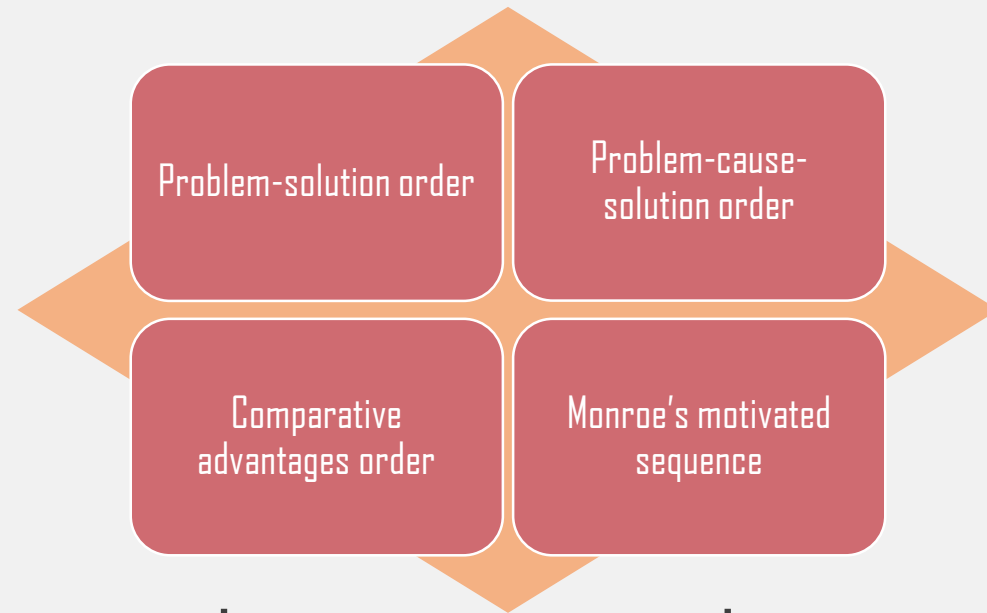 Problem-solution order
Problem-cause-
solution order
Comparative
advantages order
Monroe's motivated
sequence